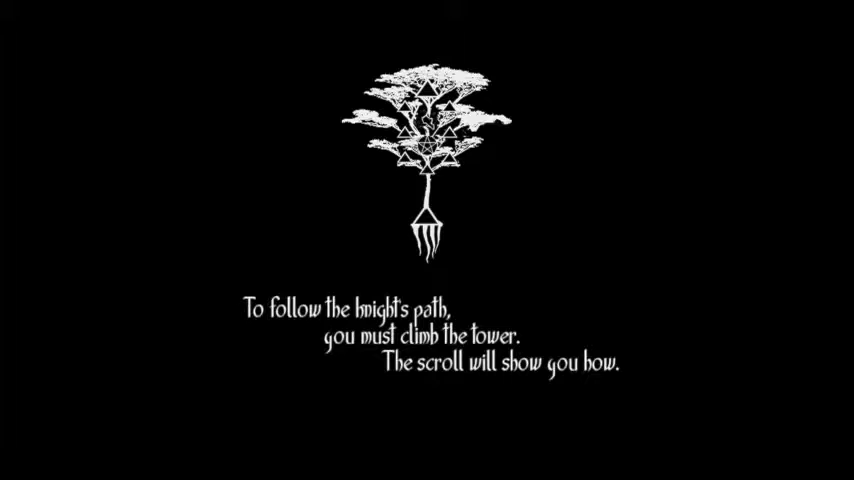 To follow the knight's path,
you must climb the tower.
The scroll will show you how.